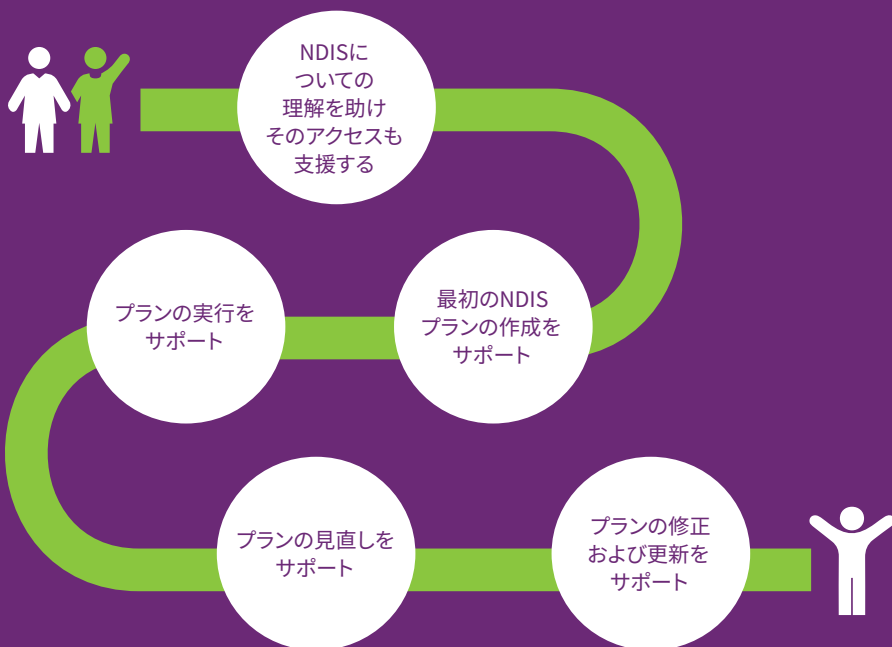 NDISに
ついての
理解を助け
そのアクセスも
支援する
最初のNDIS
プランの作成を
サポート
プランの実行を
サポート
プランの見直しを
サポート
プランの修正
および更新を
サポート